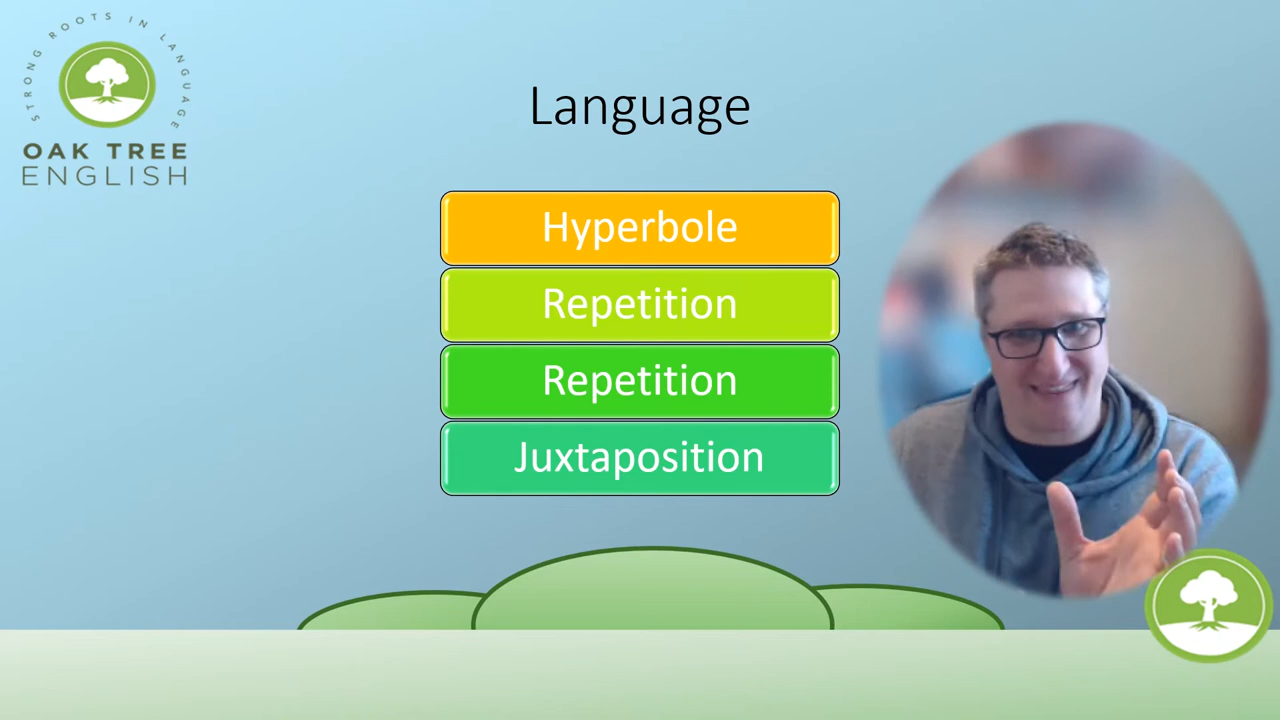 STRONG ROOTS IN LANGUAGE
OAK TREE
ENGLISH
Language
Hyperbole
Repetition
Repetition
Juxtaposition